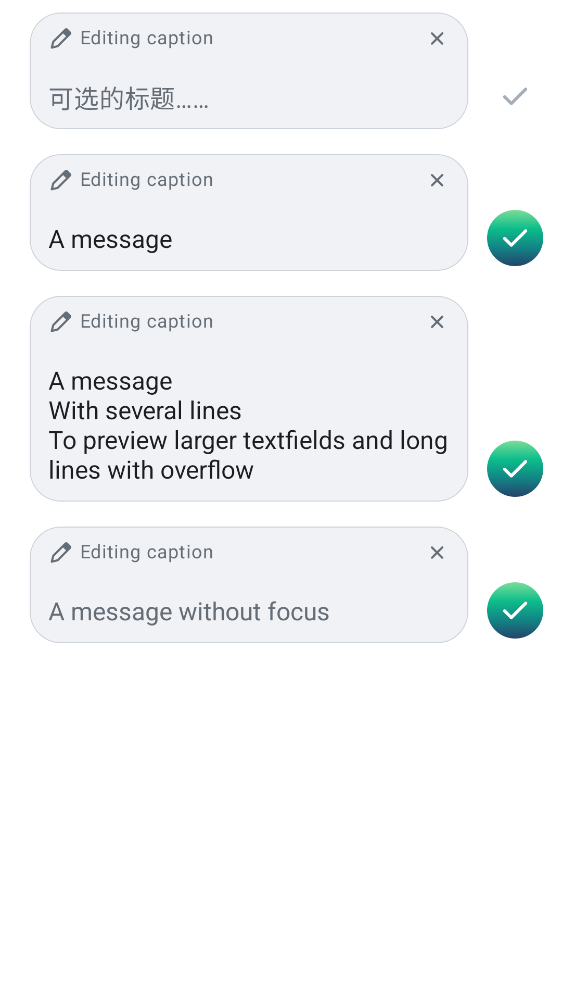 Editing caption
可选的标题……
Editing caption
A message
Editing caption
A message
With several lines
To preview larger textfields and long
lines with overflow
Editing caption
A message without focus